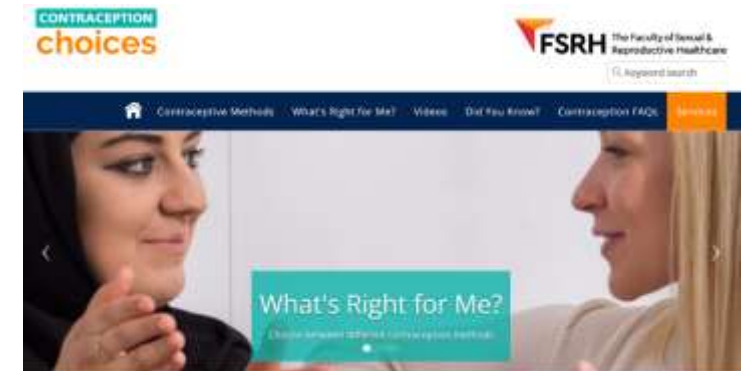 CONTRACEPTION
choices
FSRH The Faculty of Sexual & Reproductive Healthcare
Keyword search
Contraceptive Methods What's Right for Me? Videos Did You Know? Contraception FAQs Services
What's Right for Me?
Choose between different contraception methods